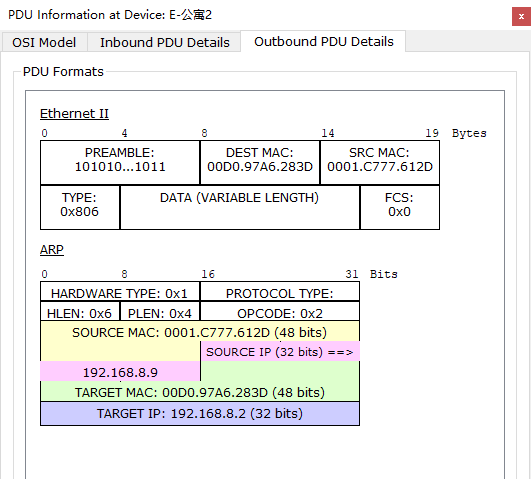 PDU Information at Device: E-公寓2
x
OSI Model Inbound PDU Details Outbound PDU Details
PDU Formats
Ethernet II
0 4 8 14 19 Bytes
PREAMBLE: 101010...1011
DEST MAC: 00D0.97A6.283D
SRC MAC: 0001.C777.612D
TYPE: 0x806
DATA (VARIABLE LENGTH)
FCS: 0x0
ARP
0 8 16 31 Bits
HARDWARE TYPE: 0x1 PROTOCOL TYPE:
HLEN: 0x6 PLEN: 0x4 OPCODE: 0x2
SOURCE MAC: 0001.C777.612D (48 bits)
SOURCE IP (32 bits) ==>
192.168.8.9
TARGET MAC: 00D0.97A6.283D (48 bits)
TARGET IP: 192.168.8.2 (32 bits)